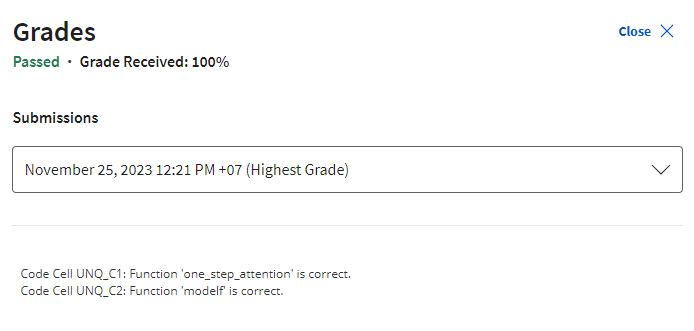 Grades
Close
Passed · Grade Received: 100%
Submissions
November 25, 2023 12:21 PM +07 (Highest Grade)
Code Cell UNQ_C1: Function 'one_step_attention' is correct.
Code Cell UNQ_C2: Function 'modelf' is correct.